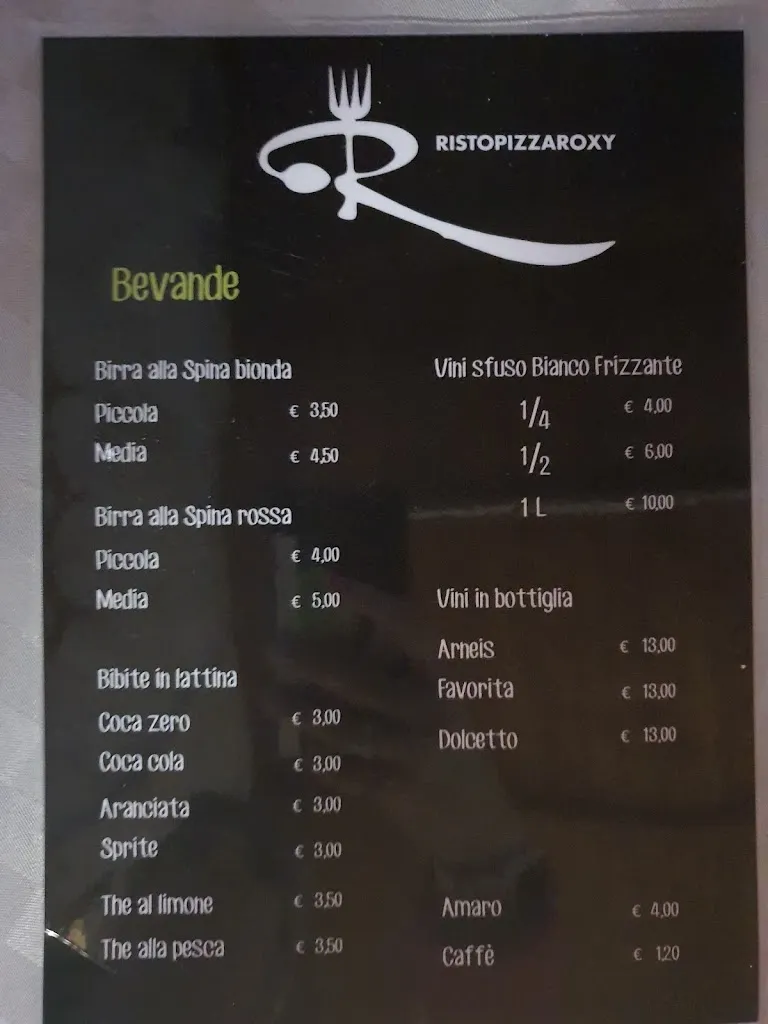 RISTOPIZZAROXY
Bevande
Birra alla Spina bionda
Piccola € 3,50
Media € 4,50
Birra alla Spina rossa
Piccola € 4,00
Media € 5,00
Bibite in lattina
Coca zero € 3,00
Coca cola € 3,00
Aranciata € 3,00
Sprite € 3,00
The al limone € 3,50
The alla pesca € 3,50
Vini sfuso Bianco Frizzante
1/4 € 4,00
1/2 € 6,00
1 L € 10,00
Vini in bottiglia
Arneis € 13,00
Favorita € 13,00
Dolcetto € 13,00
Amaro € 4,00
Caffè € 1,20